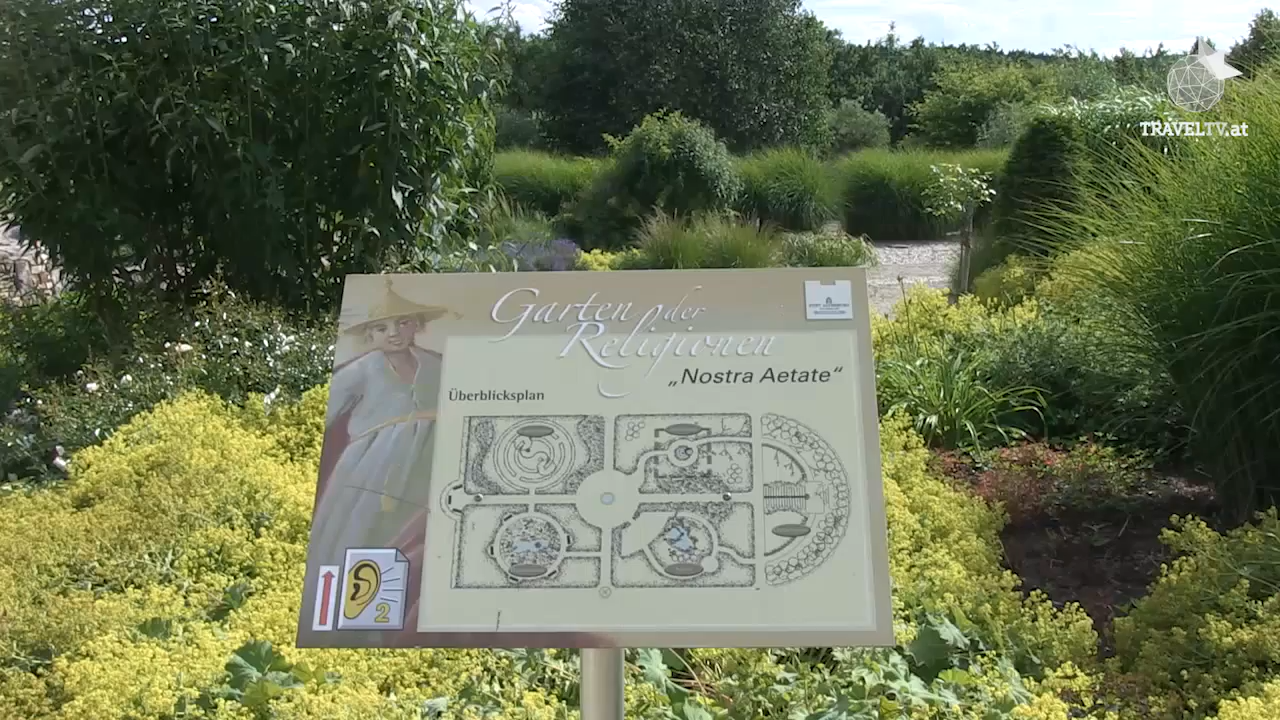 TRAVELTV.at
Garten der
Religionen
„Nostra Aetate“
Überblicksplan
2